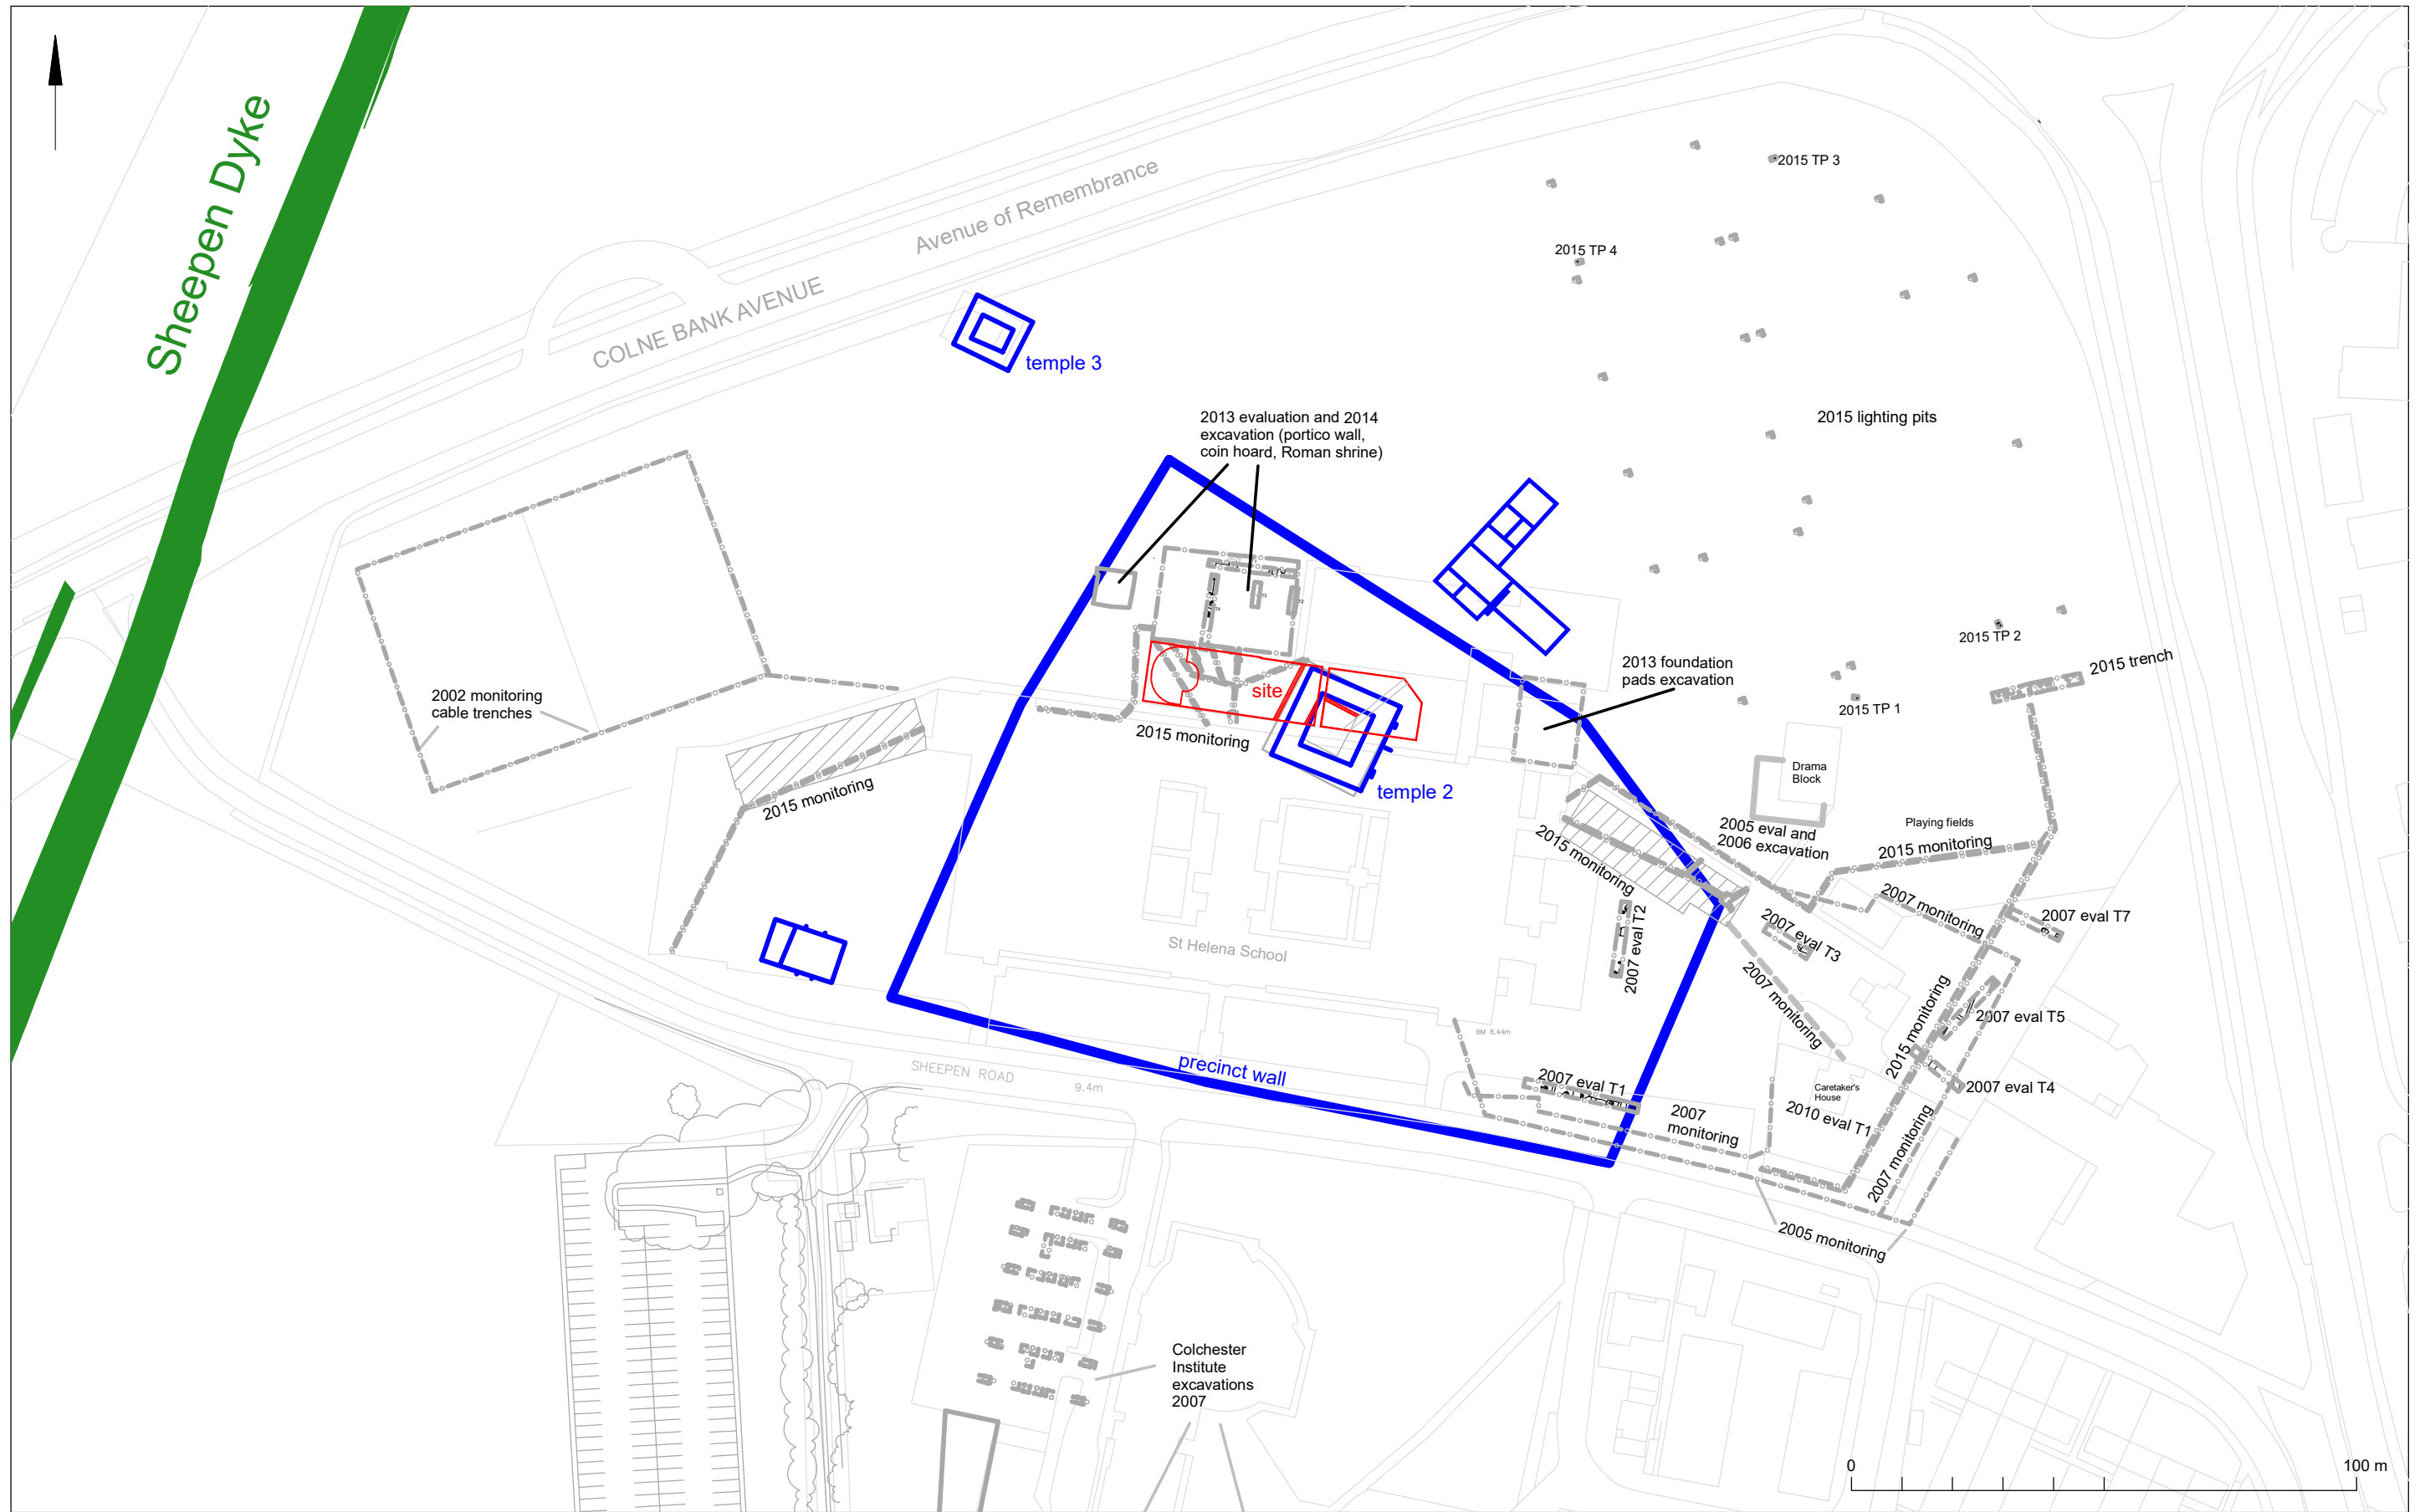 Sheepen Dyke
Avenue of Remembrance
COLNE BANK AVENUE
2015 TP 3
2015 TP 4
temple 3
2013 evaluation and 2014
excavation (portico wall,
coin hoard, Roman shrine)
2015 lighting pits
2015 TP 2
2015 trench
2013 foundation
pads excavation
2015 TP 1
2002 monitoring
cable trenches
site
2015 monitoring
temple 2
2015 monitoring
Drama
Block
2005 eval and
2006 excavation
Playing fields
2015 monitoring
2015 monitoring
2007 monitoring
2007 eval T7
2007 eval T2
2007 eval T3
St Helena School
2007 monitoring
2015 monitoring
2007 eval T5
BM 8.44m
precinct wall
SHEEPEN ROAD
9.4m
2007 eval T1
2007
monitoring
Caretaker's
House
2010 eval T1
2007 eval T4
2007 monitoring
2005 monitoring
Colchester
Institute
excavations
2007
0
100 m